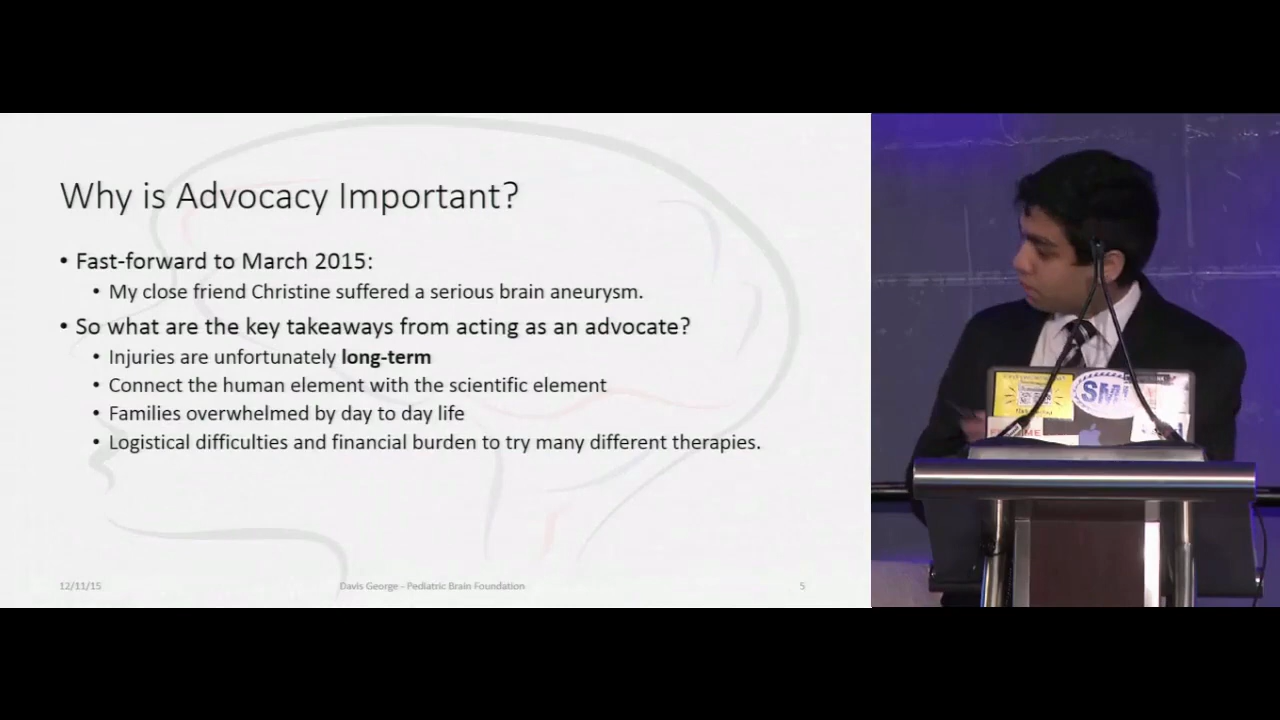 Why is Advocacy Important?
• Fast-forward to March 2015:
• My close friend Christine suffered a serious brain aneurysm.
• So what are the key takeaways from acting as an advocate?
• Injuries are unfortunately long-term
• Connect the human element with the scientific element
• Families overwhelmed by day to day life
• Logistical difficulties and financial burden to try many different therapies.
12/11/15
Davis George - Pediatric Brain Foundation
5